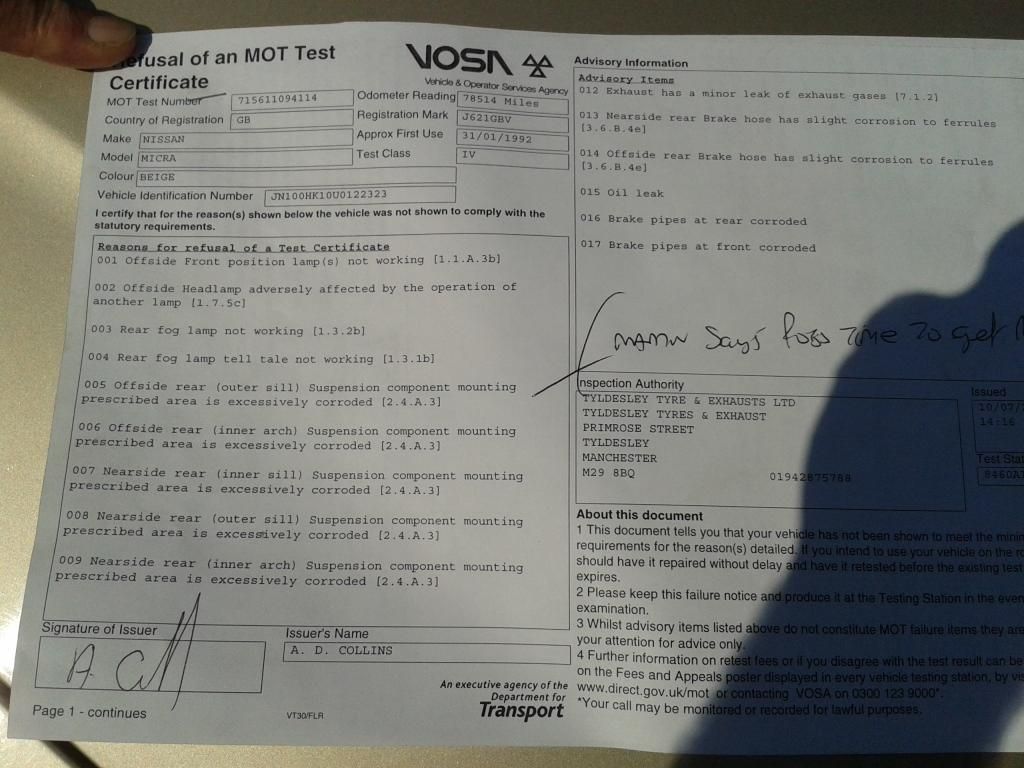 Refusal of an MOT Test
Certificate
VOSA
Vehicle & Operator Services Agency
MOT Test Number 715611094114
Odometer Reading 78514 Miles
Country of Registration GB
Registration Mark J621GBV
Make NISSAN
Approx First Use 31/01/1992
Model MICRA
Test Class IV
Colour BEIGE
Vehicle Identification Number JN100HK10U0122323
I certify that for the reason(s) shown below the vehicle was not shown to comply with the
statutory requirements.
Reasons for refusal of a Test Certificate
001 Offside Front position lamp(s) not working [1.1.A.3b]
002 Offside Headlamp adversely affected by the operation of
another lamp [1.7.5c]
003 Rear fog lamp not working [1.3.2b]
004 Rear fog lamp tell tale not working [1.3.1b]
005 Offside rear (outer sill) Suspension component mounting
prescribed area is excessively corroded [2.4.A.3]
006 Offside rear (inner arch) Suspension component mounting
prescribed area is excessively corroded [2.4.A.3]
007 Nearside rear (inner sill) Suspension component mounting
prescribed area is excessively corroded [2.4.A.3]
008 Nearside rear (outer sill) Suspension component mounting
prescribed area is excessively corroded [2.4.A.3]
009 Nearside rear (inner arch) Suspension component mounting
prescribed area is excessively corroded [2.4.A.3]
Signature of Issuer
Issuer's Name
A. D. COLLINS
An executive agency of the
Department for
Transport
Page 1 - continues
VT30/FLR
Advisory Information
Advisory Items
012 Exhaust has a minor leak of exhaust gases [7.1.2]
013 Nearside rear Brake hose has slight corrosion to ferrules
[3.6.B.4e]
014 Offside rear Brake hose has slight corrosion to ferrules
[3.6.B.4e]
015 Oil leak
016 Brake pipes at rear corroded
017 Brake pipes at front corroded
says time to get
Inspection Authority
TYLDESLEY TYRE & EXHAUSTS LTD
TYLDESLEY TYRES & EXHAUST
PRIMROSE STREET
TYLDESLEY
MANCHESTER
M29 8BQ 01942875788
Issued
10/07/
14:16
Test Stat
8460A
About this document
1 This document tells you that your vehicle has not been shown to meet the minim
requirements for the reason(s) detailed. If you intend to use your vehicle on the ro
should have it repaired without delay and have it retested before the existing test
expires.
2 Please keep this failure notice and produce it at the Testing Station in the even
examination.
3 Whilst advisory items listed above do not constitute MOT failure items they are
your attention for advice only.
4 Further information on retest fees or if you disagree with the test result can be
on the Fees and Appeals poster displayed in every vehicle testing station, by vis
www.direct.gov.uk/mot or contacting VOSA on 0300 123 9000*.
*Your call may be monitored or recorded for lawful purposes.